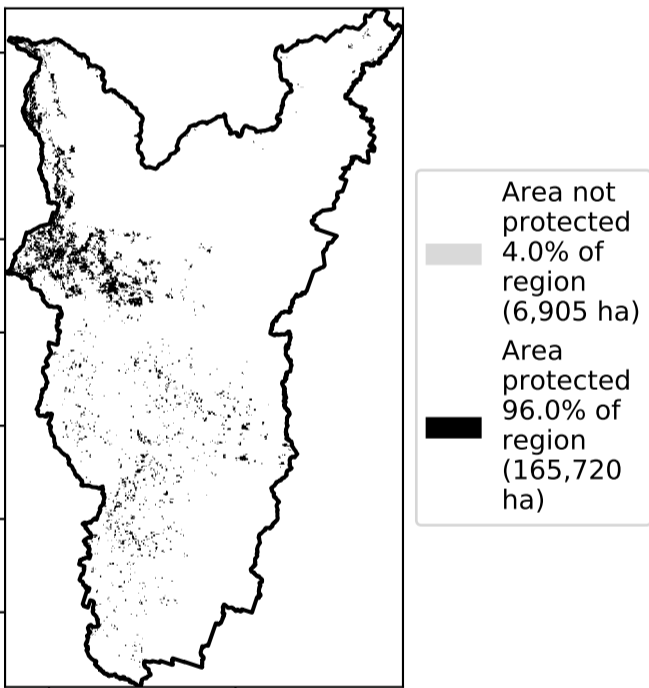 Area not
protected
4.0% of
region
(6,905 ha)
Area
protected
96.0% of
region
(165,720
ha)